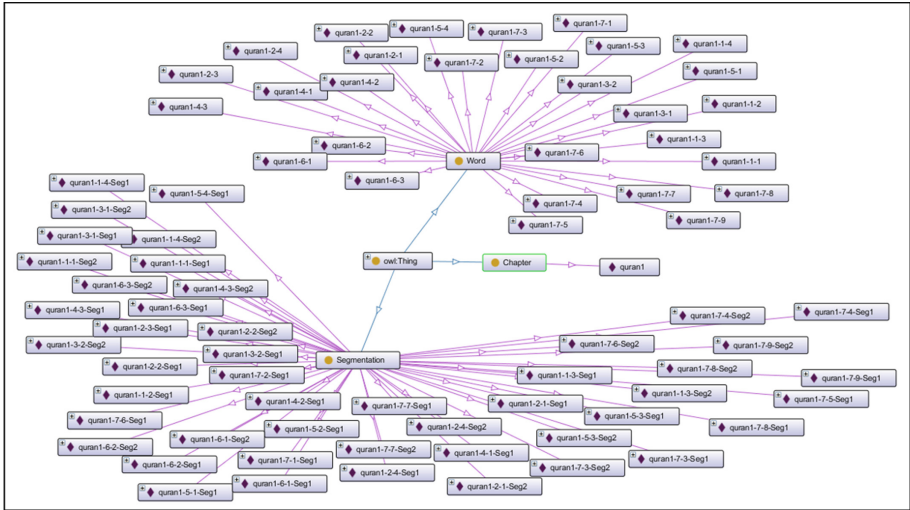 quran1-7-1
quran1-2-2
quran1-5-4
quran1-7-3
quran1-2-4
quran1-5-3
quran1-1-4
quran1-2-1
quran1-7-2
quran1-5-2
quran1-2-3
quran1-5-1
quran1-4-2
quran1-3-2
quran1-4-1
quran1-4-3
quran1-1-2
quran1-3-1
quran1-1-3
quran1-6-2
quran1-7-6
quran1-6-1
Word
quran1-1-1
quran1-6-3
quran1-7-7
quran1-7-8
quran1-7-4
quran1-7-9
quran1-7-5
quran1-1-4-Seg1
quran1-5-4-Seg1
quran1-3-1-Seg2
quran1-3-1-Seg1
quran1-1-4-Seg2
quran1-1-1-Seg2
quran1-1-1-Seg1
owl:Thing
Chapter
quran1
quran1-6-3-Seg2
quran1-4-3-Seg2
quran1-4-3-Seg1
quran1-6-3-Seg1
quran1-2-3-Seg1
quran1-2-2-Seg2
quran1-7-4-Seg2
quran1-7-4-Seg1
quran1-3-2-Seg2
quran1-3-2-Seg1
quran1-7-6-Seg2
quran1-7-9-Seg2
Segmentation
quran1-2-2-Seg1
quran1-7-2-Seg1
quran1-1-3-Seg1
quran1-7-8-Seg2
quran1-7-9-Seg1
quran1-1-2-Seg1
quran1-4-2-Seg1
quran1-7-7-Seg1
quran1-2-1-Seg1
quran1-1-3-Seg2
quran1-7-5-Seg1
quran1-7-6-Seg1
quran1-5-2-Seg1
quran1-2-4-Seg2
quran1-5-3-Seg1
quran1-7-8-Seg1
quran1-6-2-Seg2
quran1-6-1-Seg2
quran1-7-7-Seg2
quran1-5-3-Seg2
quran1-6-2-Seg1
quran1-7-1-Seg1
quran1-4-1-Seg1
quran1-7-3-Seg2
quran1-7-3-Seg1
quran1-2-4-Seg1
quran1-5-1-Seg1
quran1-6-1-Seg1
quran1-2-1-Seg2